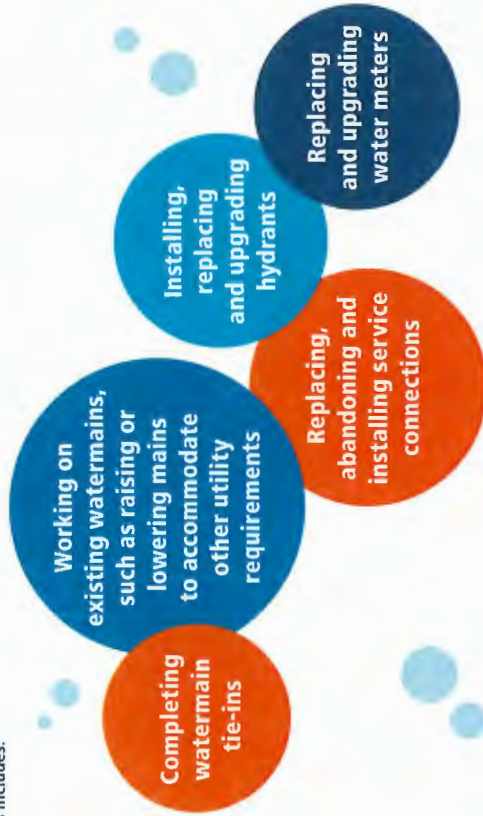 includes:
Completing
watermain
tie-ins
Working on
existing watermains,
such as raising or
lowering mains
to accommodate
other utility
requirements
Replacing,
abandoning and
installing service
connections
Installing,
replacing
and upgrading
hydrants
Replacing
and upgrading
water meters